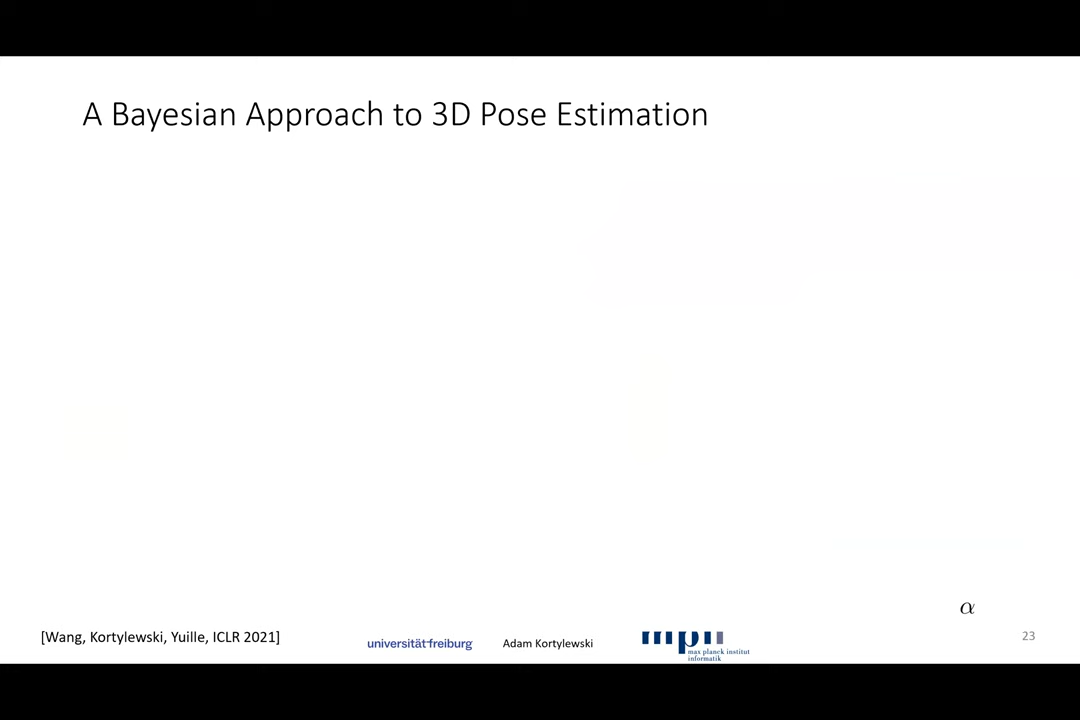 A Bayesian Approach to 3D Pose Estimation
α
[Wang, Kortylewski, Yuille, ICLR 2021]
universität freiburg
Adam Kortylewski
mpi
max planck institut
informatik
23